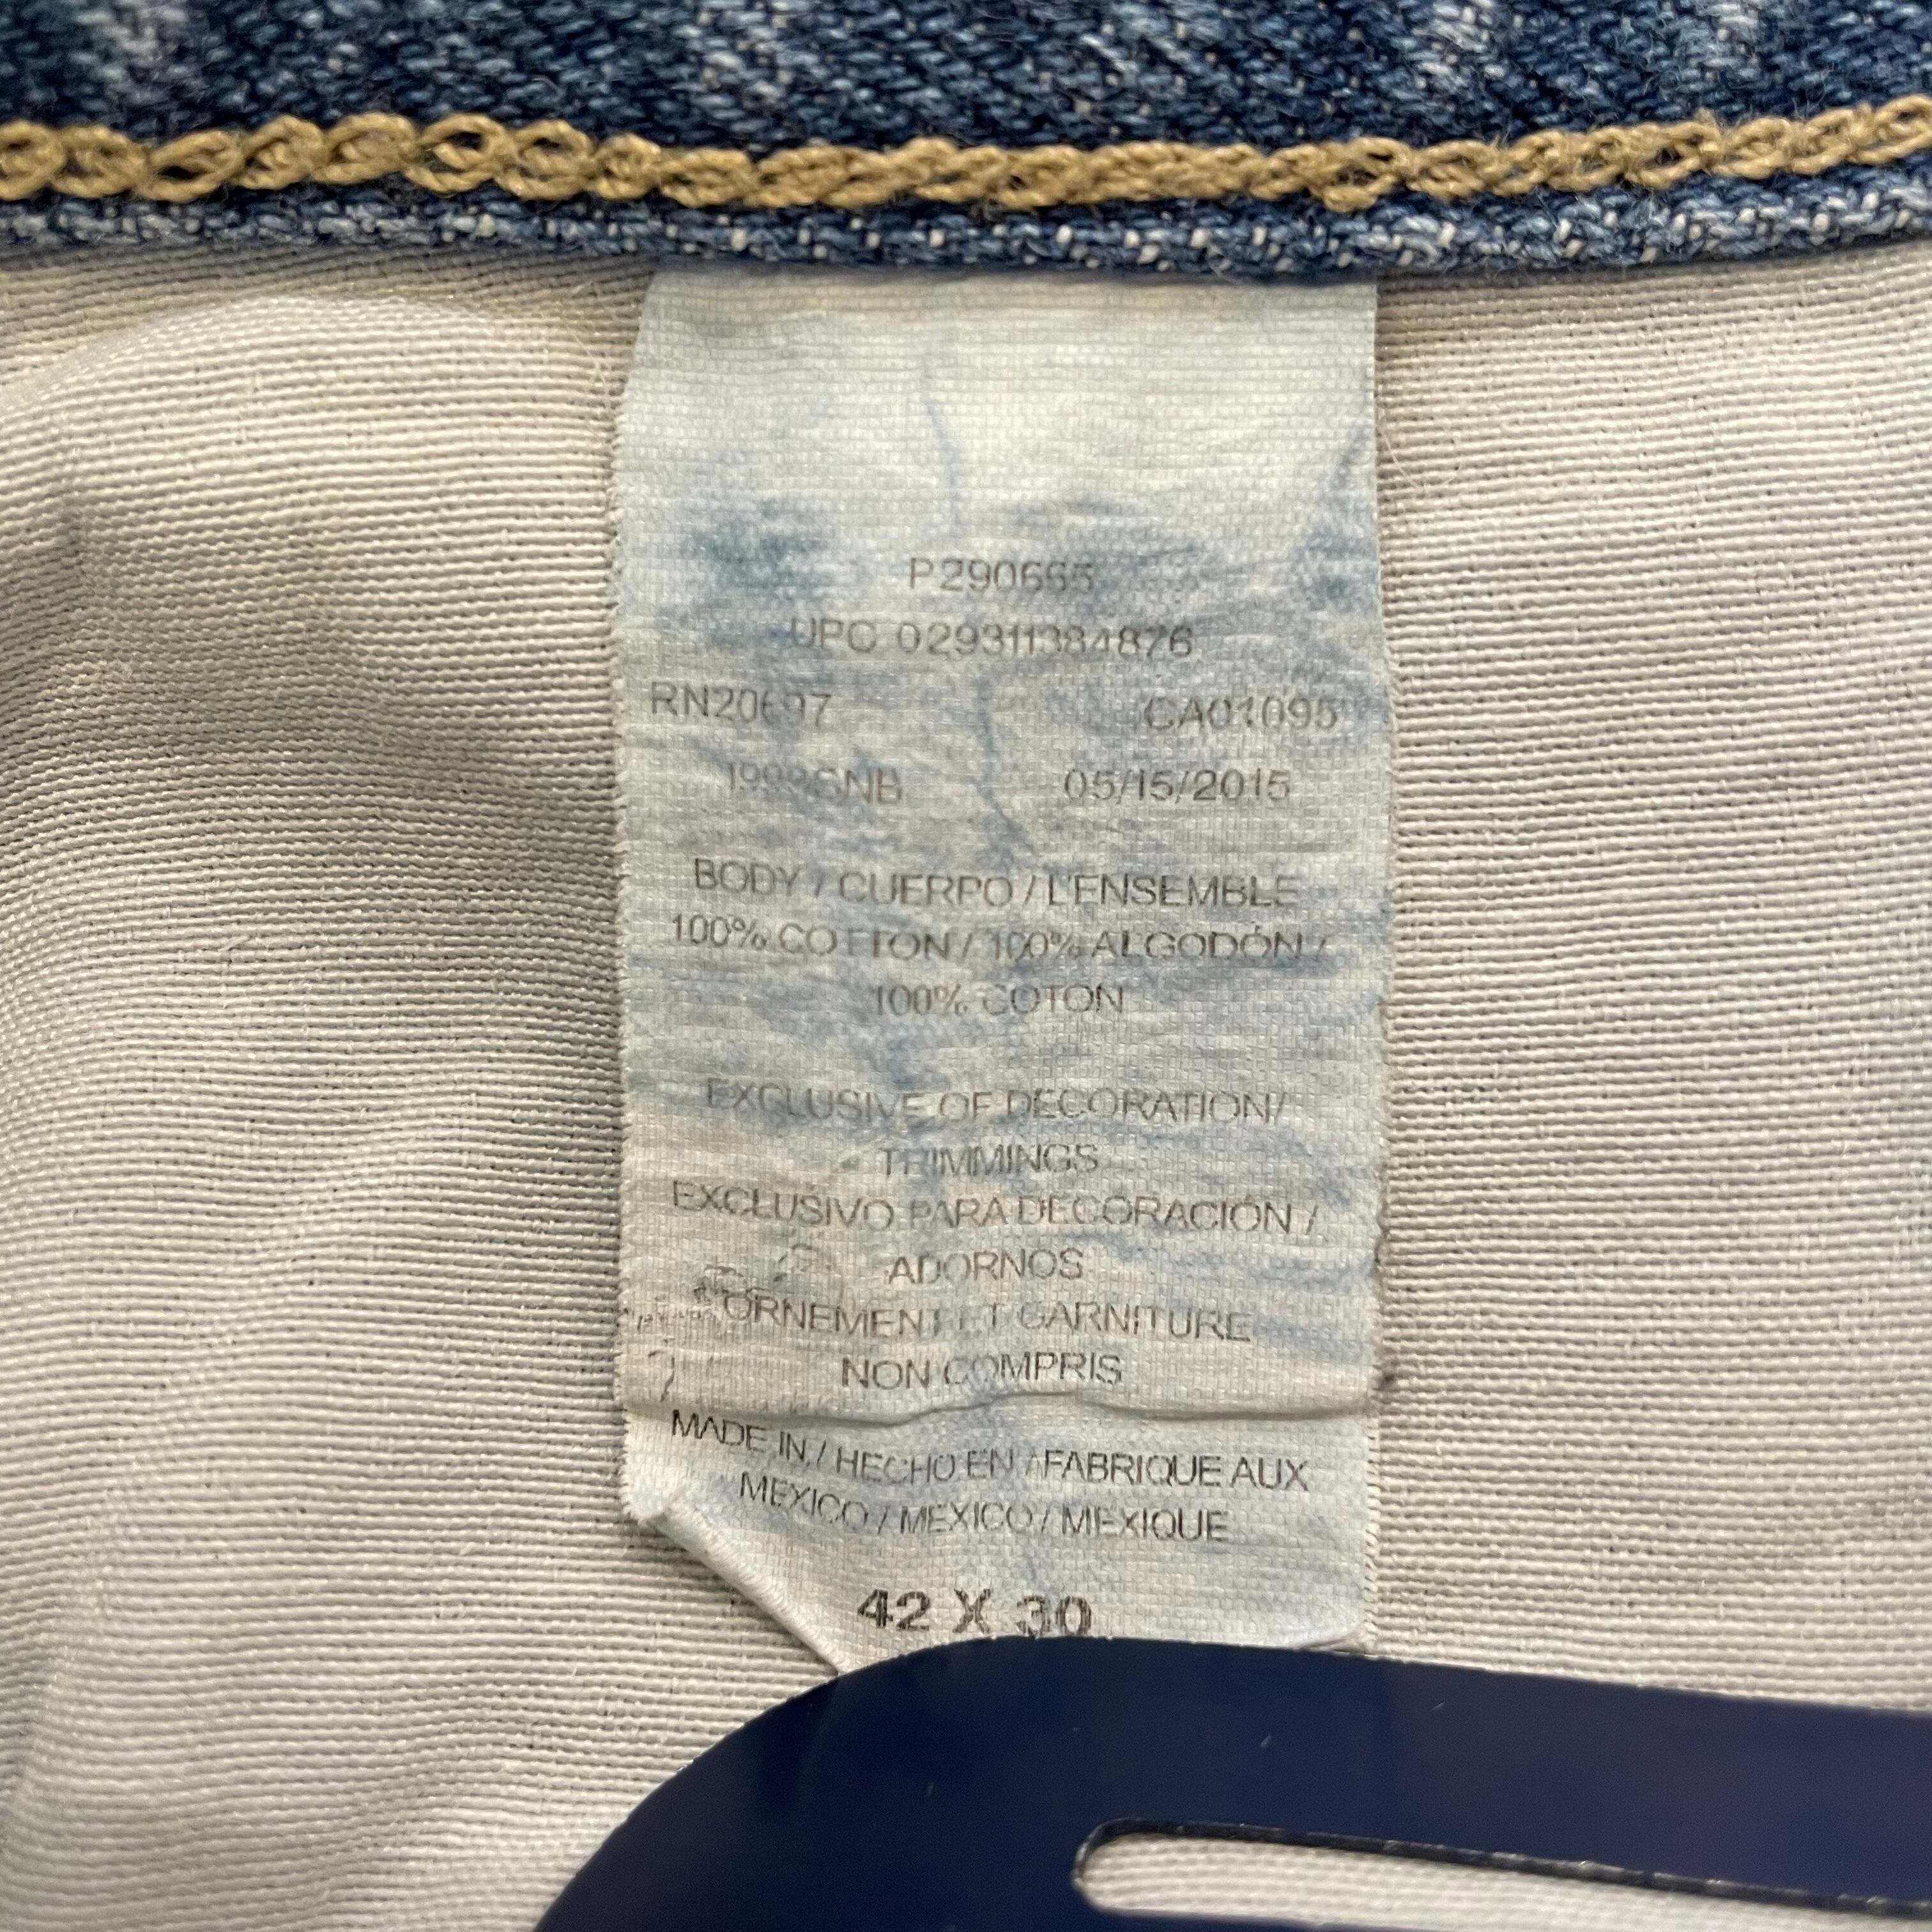 P290665
UPC 029311384876
CA01095
05/15/2015
BODY / CUERPO / L'ENSEMBLE
100% COTTON / 100% ALGODÓN /
100% COTON
EXCLUSIVE OF DECORATION/
TRIMMINGS
EXCLUSIVO PARA DECORACIÓN /
ADORNOS
ORNEMENT ET GARNITURE
NON COMPRIS
MADE IN / HECHO EN / FABRIQUE AUX
MEXICO / MEXICO / MEXIQUE
42 X 30